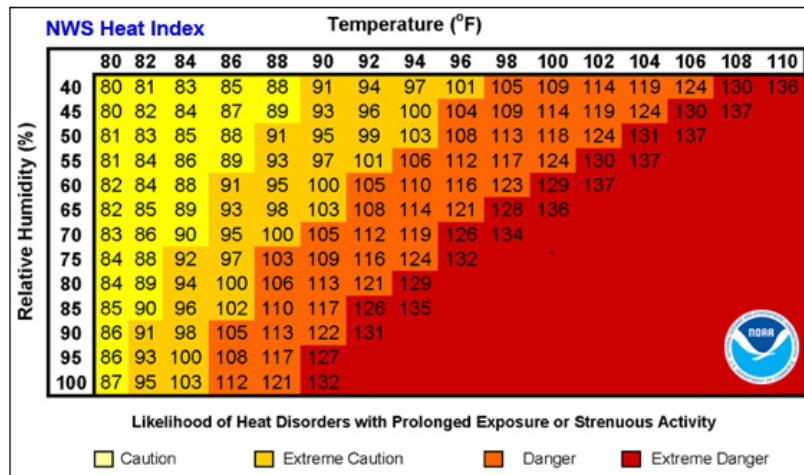 NWS Heat Index Temperature (°F)
80 82 84 86 88 90 92 94 96 98 100 102 104 106 108 110
40 80 81 83 85 88 91 94 97 101 105 109 114 119 124 130 136
45 80 82 84 87 89 93 96 100 104 109 114 119 124 130 137
50 81 83 85 88 91 95 99 103 108 113 118 124 131 137
55 81 84 86 89 93 97 101 106 112 117 124 130 137
60 82 84 88 91 95 100 105 110 116 123 129 137
65 82 85 89 93 98 103 108 114 121 128 136
70 83 86 90 95 100 105 112 119 126 134
75 84 88 92 97 103 109 116 124 132
80 84 89 94 100 106 113 121 129
85 85 90 96 102 110 117 126 135
90 86 91 98 105 113 122 131
95 86 93 100 108 117 127
100 87 95 103 112 121 132
Relative Humidity (%)
NOAA
Likelihood of Heat Disorders with Prolonged Exposure or Strenuous Activity
Caution Extreme Caution Danger Extreme Danger